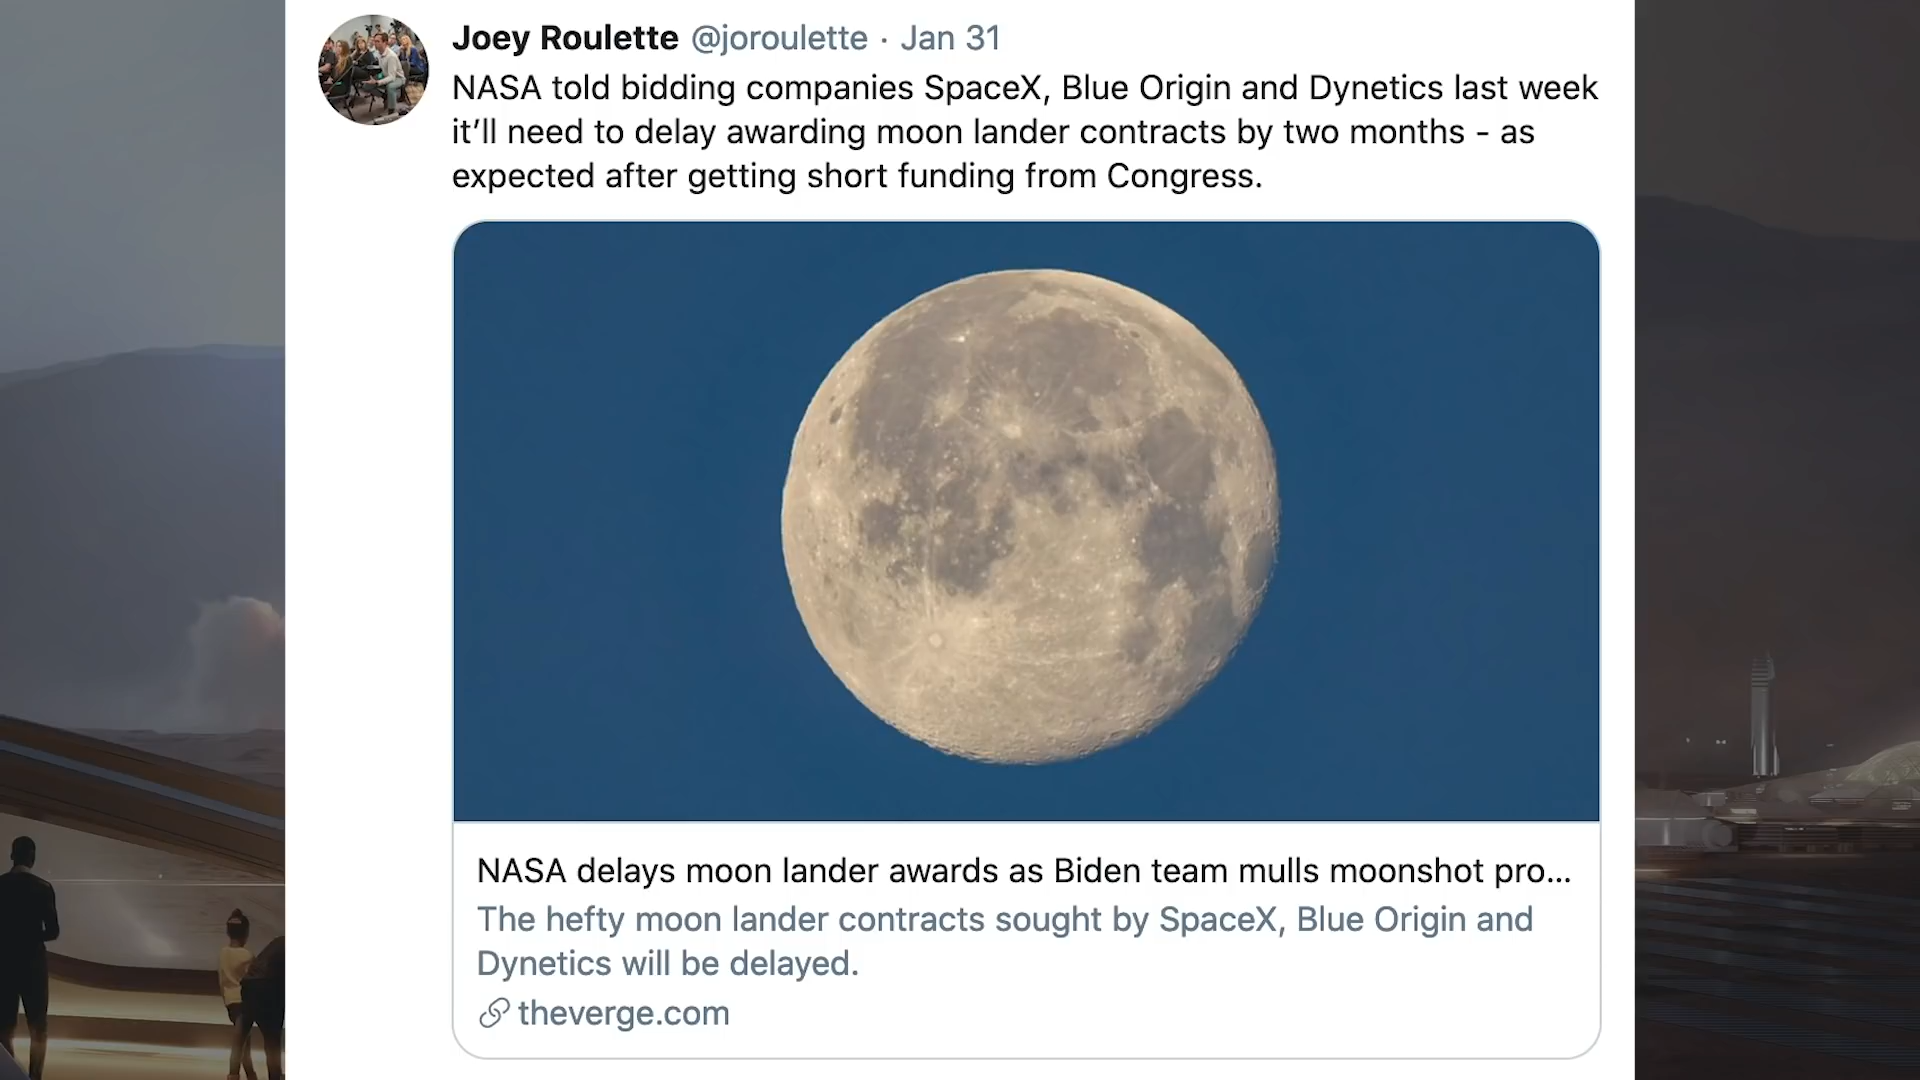 Joey Roulette @joroulette · Jan 31
NASA told bidding companies SpaceX, Blue Origin and Dynetics last week
it’ll need to delay awarding moon lander contracts by two months - as
expected after getting short funding from Congress.
NASA delays moon lander awards as Biden team mulls moonshot pro...
The hefty moon lander contracts sought by SpaceX, Blue Origin and
Dynetics will be delayed.
theverge.com